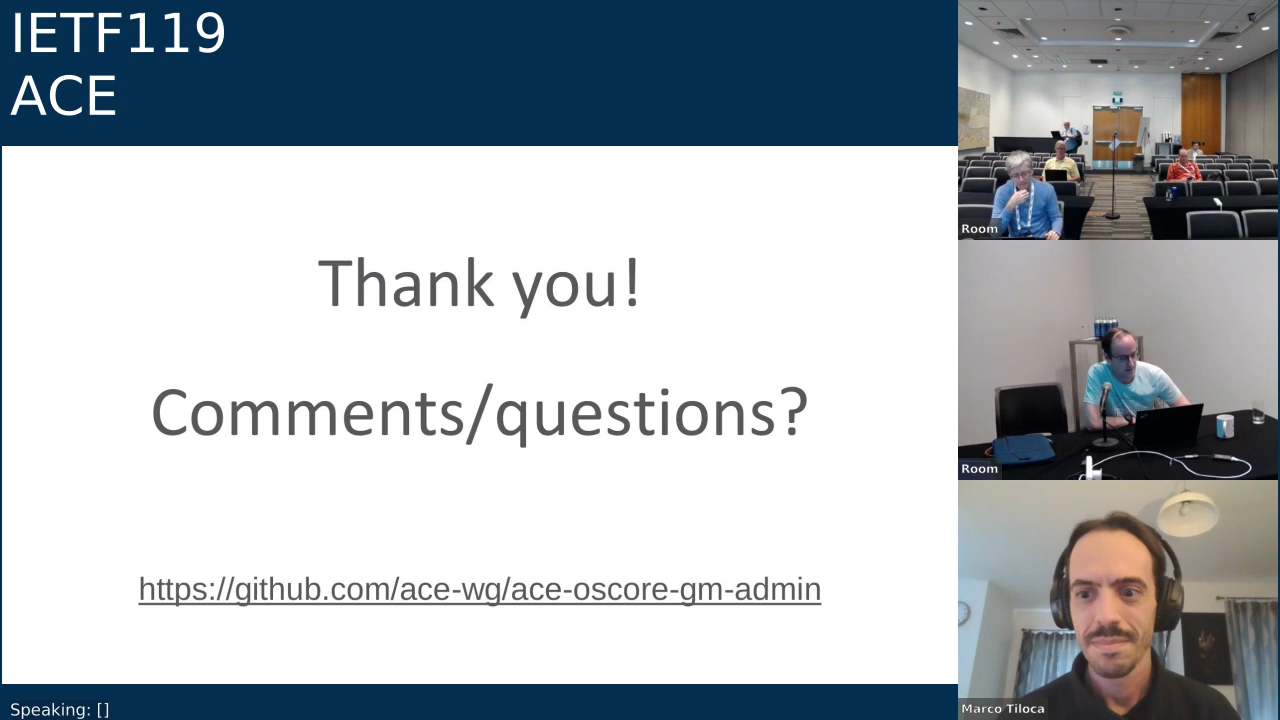 IETF119
ACE
Thank you!
Comments/questions?
https://github.com/ace-wg/ace-oscore-gm-admin
Speaking: []
Room
Room
Marco Tiloca